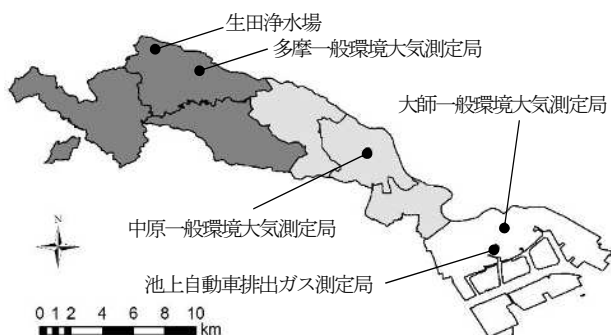 生田浄水場
多摩一般環境大気測定局
大師一般環境大気測定局
中原一般環境大気測定局
池上自動車排出ガス測定局
N
0 1 2 4 6 8 10
km